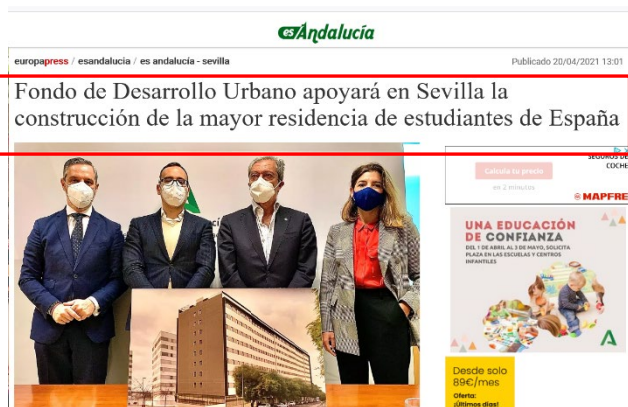 esAndalucía
europapress / esandalucia / es andalucía - sevilla
Publicado 20/04/2021 13:01
Fondo de Desarrollo Urbano apoyará en Sevilla la
construcción de la mayor residencia de estudiantes de España
SEGUROS DE
COCHE
Calcula tu precio
en 2 minutos
MAPFRE
UNA EDUCACIÓN
DE CONFIANZA
DEL 1 DE ABRIL AL 3 DE MAYO, SOLICITA
PLAZA EN LAS ESCUELAS Y CENTROS
INFANTILES
Desde solo
89€/mes
Oferta:
¡Últimos días!